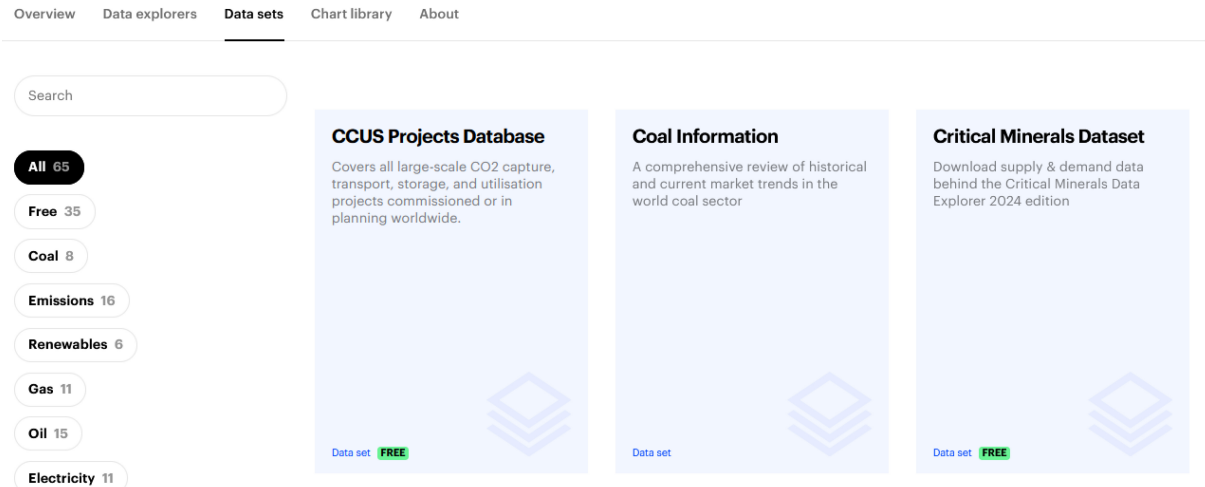 Overview Data explorers Data sets Chart library About
Search
All 65
Free 35
Coal 8
Emissions 16
Renewables 6
Gas 11
Oil 15
Electricity 11
CCUS Projects Database
Covers all large-scale CO2 capture,
transport, storage, and utilisation
projects commissioned or in
planning worldwide.
Data set FREE
Coal Information
A comprehensive review of historical
and current market trends in the
world coal sector
Data set
Critical Minerals Dataset
Download supply & demand data
behind the Critical Minerals Data
Explorer 2024 edition
Data set FREE